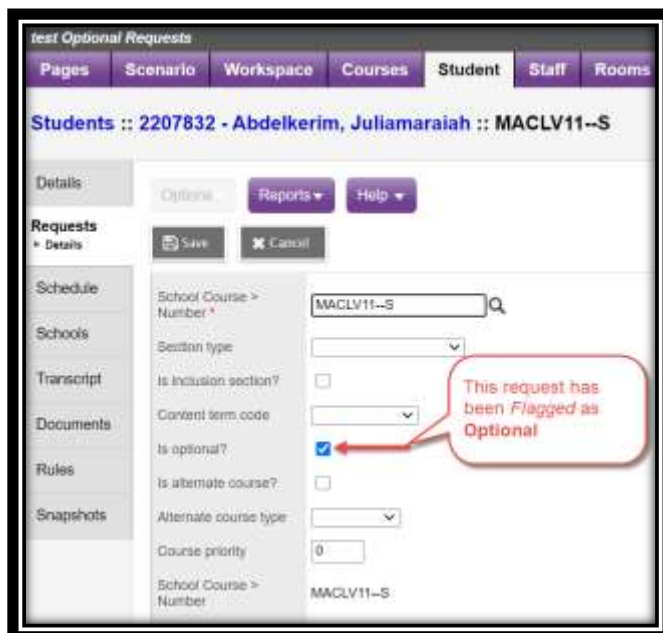 test Optional Requests
Pages Scenario Workspace Courses Student Staff Rooms
Students :: 2207832 - Abdelkerim, Juliamaraiah :: MACLV11--S
Details
Options Reports Help
Requests
Details
Save Cancel
Schedule
School Course >
Number *
MACLV11--S
Schools
Section type
Transcript
Is Inclusion section?
Documents
Content term code
Is optional?
Rules
Is alternate course?
Snapshots
Alternate course type
Course priority
0
School Course >
Number
MACLV11--S
This request has
been Flagged as
Optional